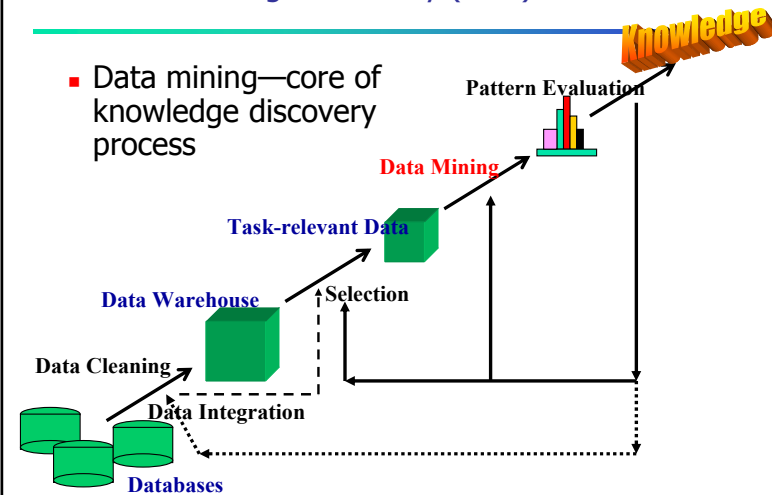 Data mining—core of
knowledge discovery
process
Knowledge
Pattern Evaluation
Data Mining
Task-relevant Data
Selection
Data Warehouse
Data Cleaning
Data Integration
Databases